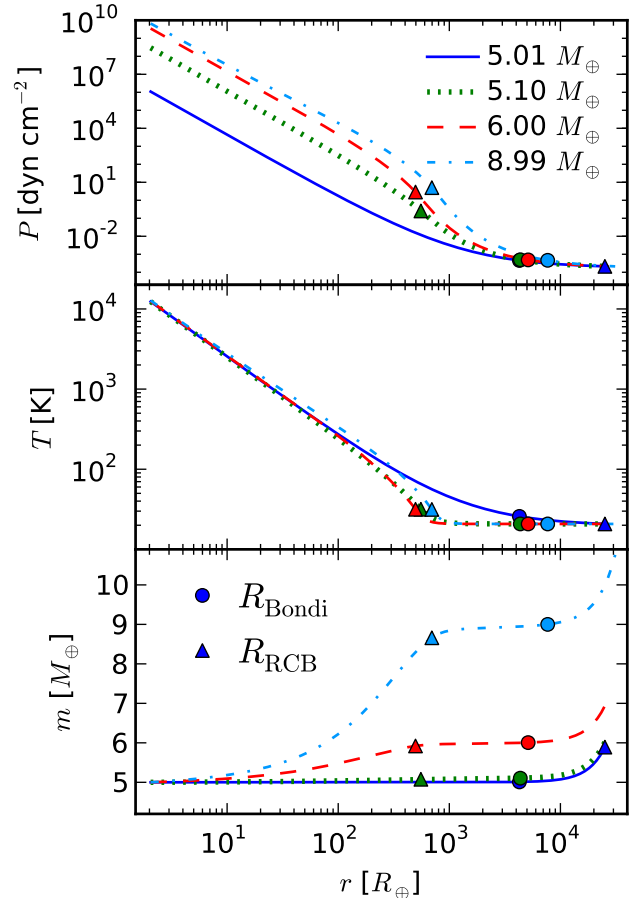 10^10
10^7
10^4
10^1
10^−2
P [dyn cm^−2]
5.01 M⊕
5.10 M⊕
6.00 M⊕
8.99 M⊕
10^4
10^3
10^2
T [K]
10
9
8
7
6
5
m [M⊕]
R_Bondi
R_RCB
10^1 10^2 10^3 10^4
r [R⊕]